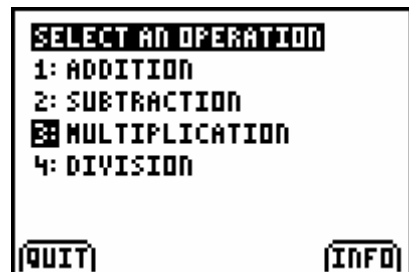 SELECT AN OPERATION
1: ADDITION
2: SUBTRACTION
3: MULTIPLICATION
4: DIVISION
QUIT INFO